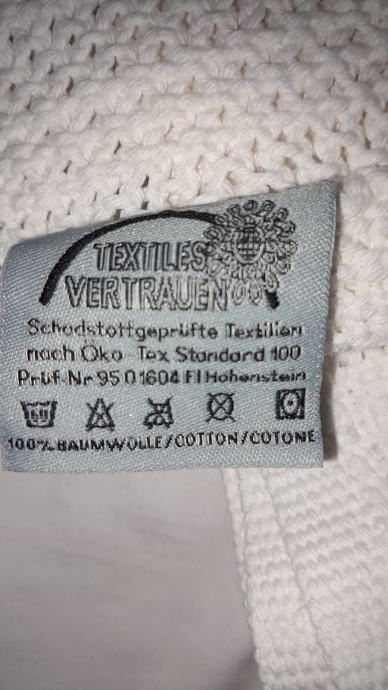 TEXTILES
VERTRAUEN
Schadstoffgeprüfte Textilien
nach Öko-Tex Standard 100
Prüf-Nr 95 0 1604 FI Hohenstein
60
100% BAUMWOLLE/COTTON/COTONE